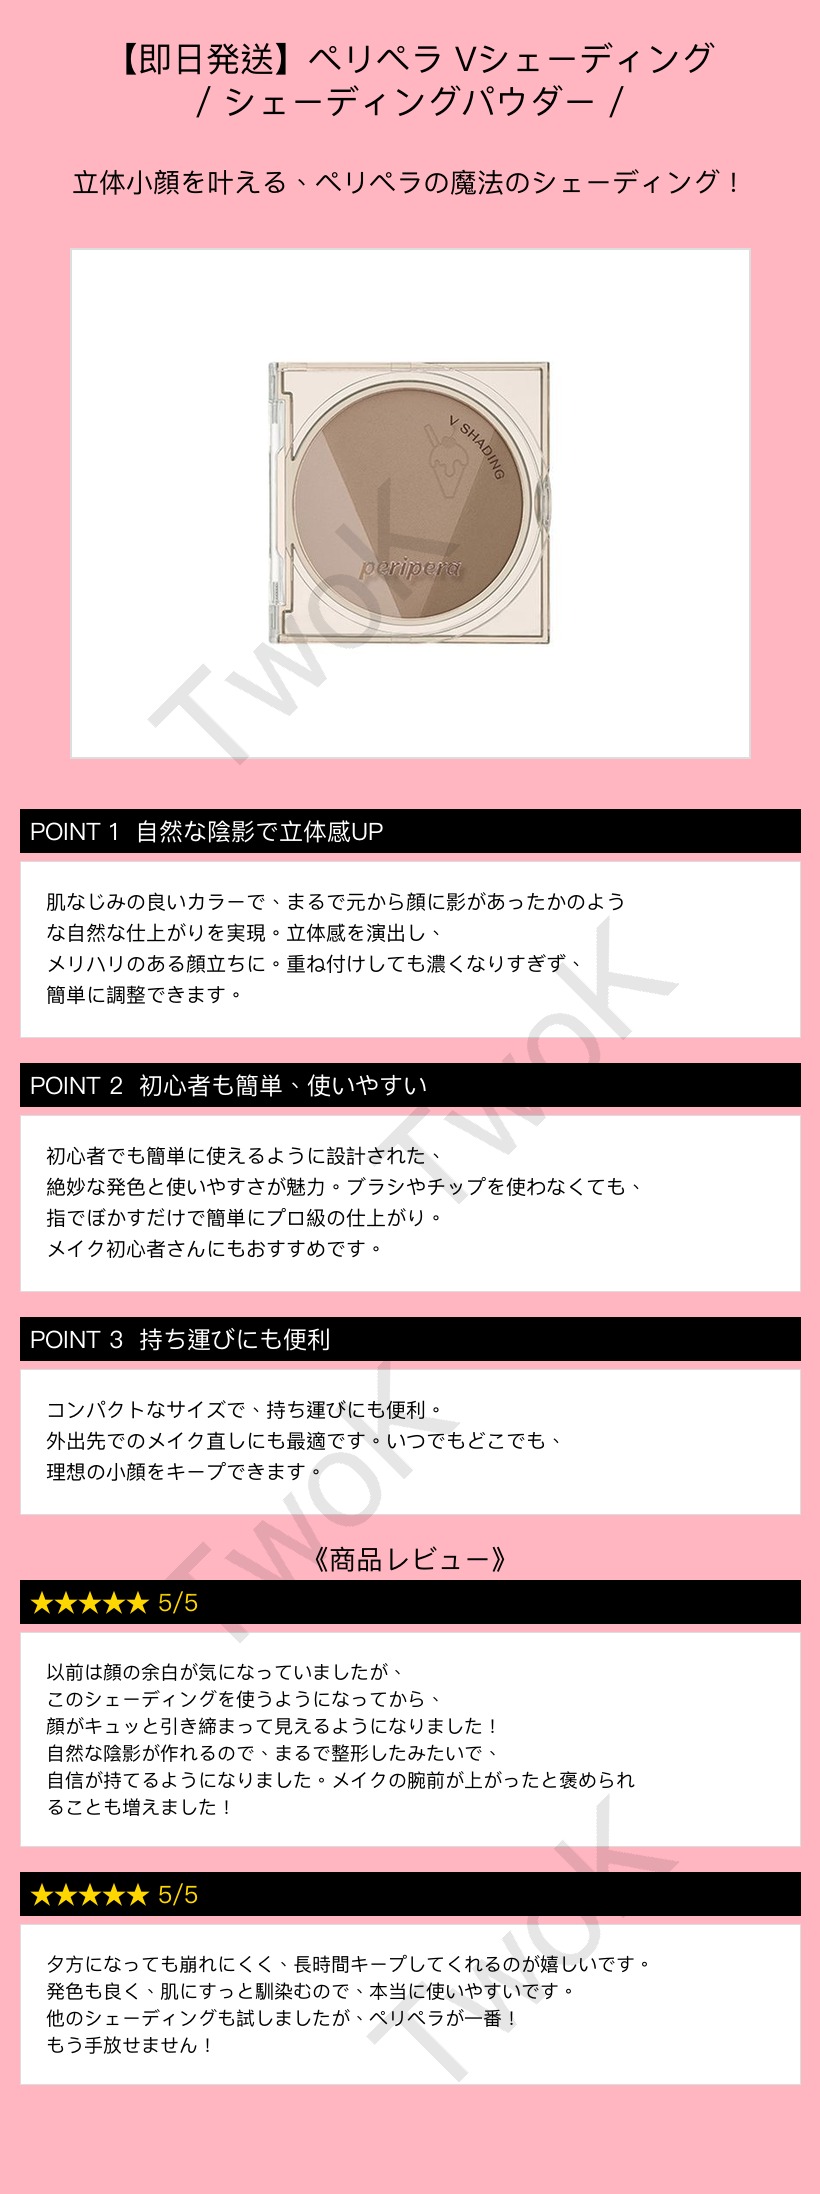 【即日発送】ペリペラ Vシェーディング
/ シェーディングパウダー /
立体小顔を叶える、ペリペラの魔法のシェーディング！
V SHADING
peripera
TwoK
POINT 1 自然な陰影で立体感UP
肌なじみの良いカラーで、まるで元から顔に影があったかのよう
な自然な仕上がりを実現。立体感を演出し、
メリハリのある顔立ちに。重ね付けしても濃くなりすぎず、
簡単に調整できます。
TwoK
POINT 2 初心者も簡単、使いやすい
初心者でも簡単に使えるように設計された、
絶妙な発色と使いやすさが魅力。ブラシやチップを使わなくても、
指でぼかすだけで簡単にプロ級の仕上がり。
メイク初心者さんにもおすすめです。
POINT 3 持ち運びにも便利
コンパクトなサイズで、持ち運びにも便利。
外出先でのメイク直しにも最適です。いつでもどこでも、
理想の小顔をキープできます。
TwoK
《商品レビュー》
★★★★★ 5/5
以前は顔の余白が気になっていましたが、
このシェーディングを使うようになってから、
顔がキュッと引き締まって見えるようになりました！
自然な陰影が作れるので、まるで整形したみたいで、
自信が持てるようになりました。メイクの腕前が上がったと褒められ
ることも増えました！
★★★★★ 5/5
夕方になっても崩れにくく、長時間キープしてくれるのが嬉しいです。
発色も良く、肌にすっと馴染むので、本当に使いやすいです。
他のシェーディングも試しましたが、ペリペラが一番！
もう手放せません！
TwoK